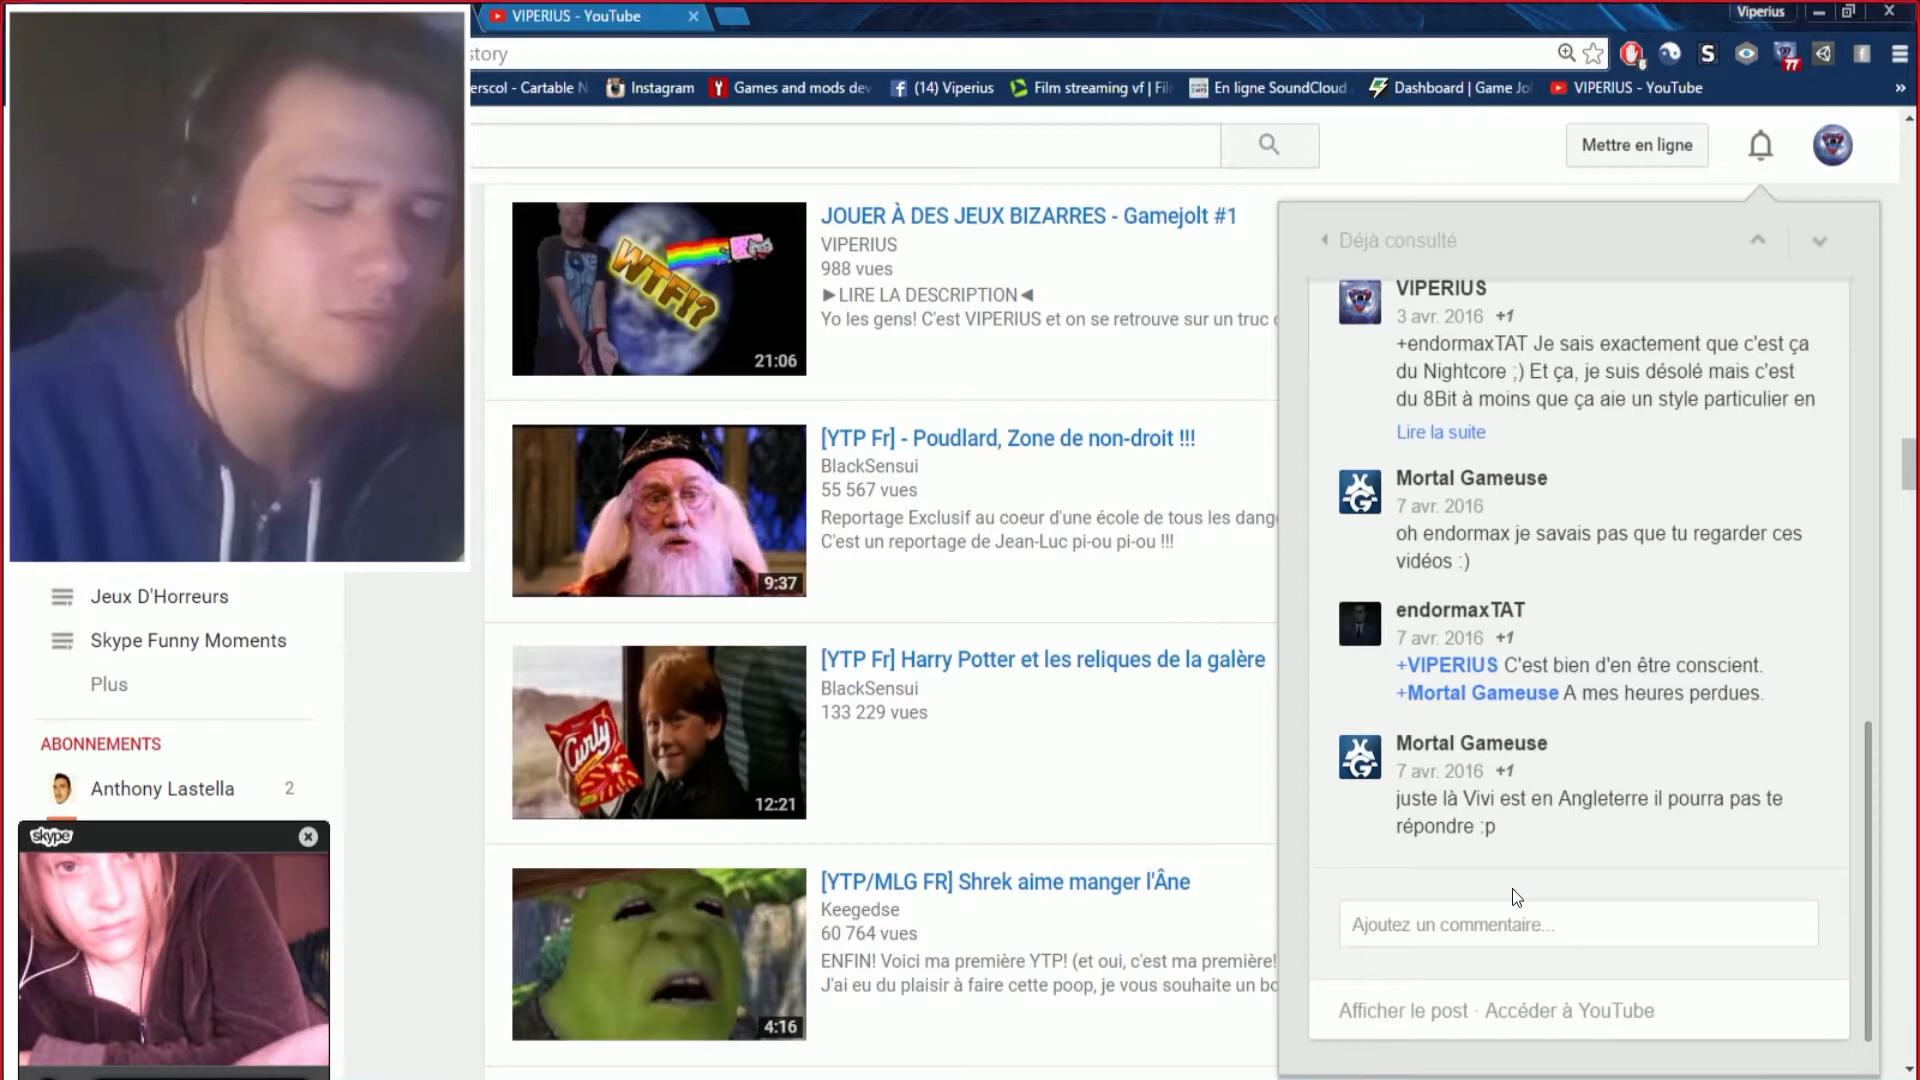 VIPERIUS - YouTube
Viperius
story
6
77
erscol - Cartable N
Instagram
Games and mods dev
(14) Viperius
Film streaming vf | Fil
En ligne SoundCloud
Dashboard | Game Jo
VIPERIUS - YouTube
»
Mettre en ligne
JOUER À DES JEUX BIZARRES - Gamejolt #1
VIPERIUS
988 vues
►LIRE LA DESCRIPTION◄
Yo les gens! C'est VIPERIUS et on se retrouve sur un truc
WTF!?
21:06
[YTP Fr] - Poudlard, Zone de non-droit !!!
BlackSensui
55 567 vues
Reportage Exclusif au coeur d'une école de tous les dang
C'est un reportage de Jean-Luc pi-ou pi-ou !!!
9:37
[YTP Fr] Harry Potter et les reliques de la galère
BlackSensui
133 229 vues
Curly
12:21
[YTP/MLG FR] Shrek aime manger l'Âne
Keegedse
60 764 vues
ENFIN! Voici ma première YTP! (et oui, c'est ma première!
J'ai eu du plaisir à faire cette poop, je vous souhaite un bo
4:16
Jeux D'Horreurs
Skype Funny Moments
Plus
ABONNEMENTS
Anthony Lastella 2
skype
Déjà consulté
VIPERIUS
3 avr. 2016 +1
+endormaxTAT Je sais exactement que c'est ça
du Nightcore ;) Et ça, je suis désolé mais c'est
du 8Bit à moins que ça aie un style particulier en
Lire la suite
Mortal Gameuse
7 avr. 2016
oh endormax je savais pas que tu regarder ces
vidéos :)
endormaxTAT
7 avr. 2016 +1
+VIPERIUS C'est bien d'en être conscient.
+Mortal Gameuse A mes heures perdues.
Mortal Gameuse
7 avr. 2016 +1
juste là Vivi est en Angleterre il pourra pas te
répondre :p
Ajoutez un commentaire...
Afficher le post · Accéder à YouTube